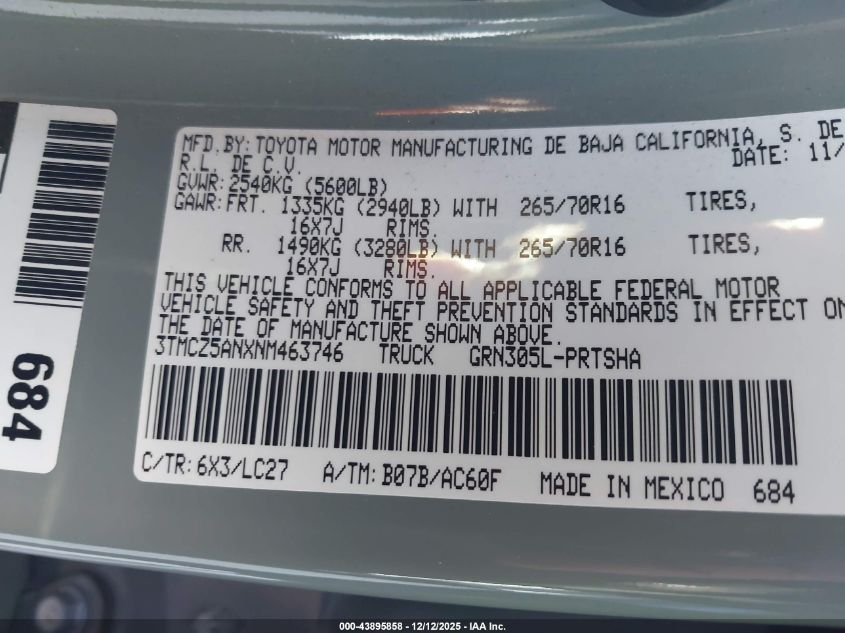 MFD.BY: TOYOTA MOTOR MANUFACTURING DE BAJA CALIFORNIA, S. DE
R.L. DE C.V. DATE: 11/
GVWR: 2540KG (5600LB)
GAWR: FRT. 1335KG (2940LB) WITH 265/70R16 TIRES,
16X7J RIMS.
RR. 1490KG (3280LB) WITH 265/70R16 TIRES,
16X7J RIMS.
THIS VEHICLE CONFORMS TO ALL APPLICABLE FEDERAL MOTOR
VEHICLE SAFETY AND THEFT PREVENTION STANDARDS IN EFFECT ON
THE DATE OF MANUFACTURE SHOWN ABOVE.
3TMCZ5ANXNM463746 TRUCK GRN305L-PRTSHA
C/TR: 6X3/LC27 A/TM: B07B/AC60F MADE IN MEXICO 684
684
000-43895858 - 12/12/2025 - IAA Inc.